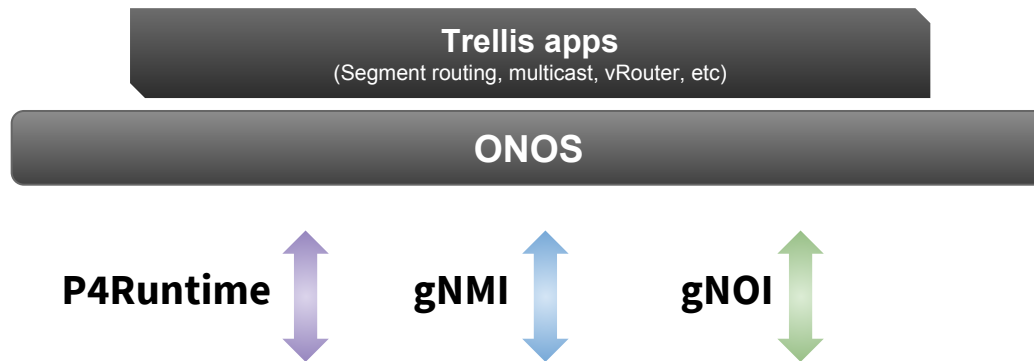 Trellis apps
(Segment routing, multicast, vRouter, etc)
ONOS
P4Runtime gNMI gNOI